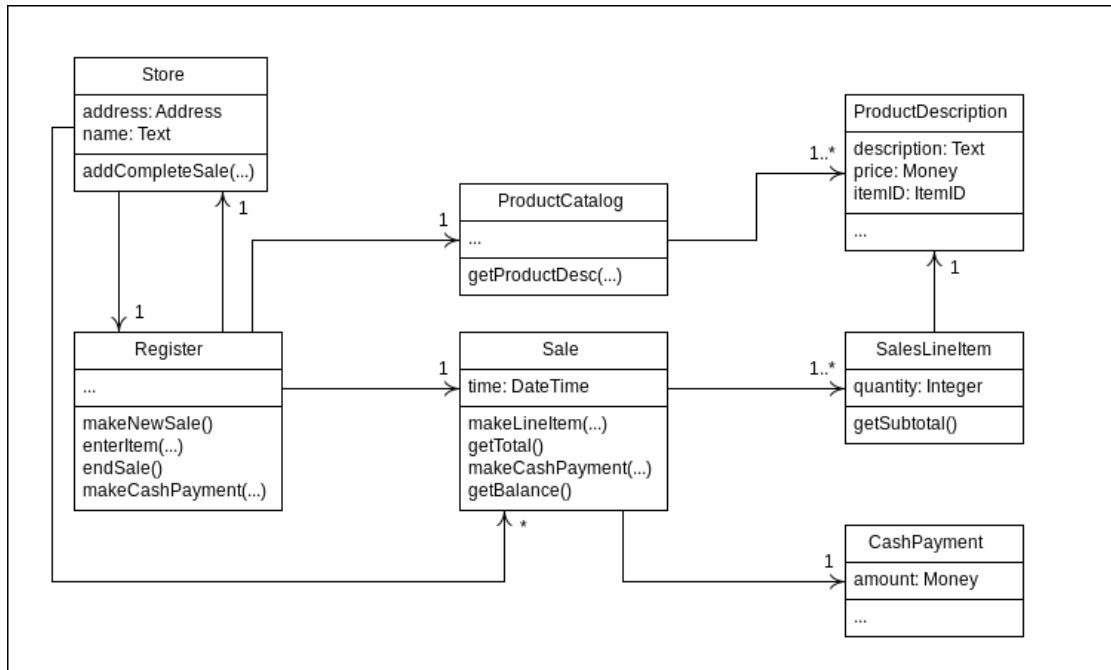 Store
address: Address
name: Text
addCompleteSale(...)
1
1
ProductCatalog
...
getProductDesc(...)
1
ProductDescription
description: Text
price: Money
itemID: ItemID
...
1..*
1
Register
...
makeNewSale()
enterItem(...)
endSale()
makeCashPayment(...)
1
Sale
time: DateTime
makeLineItem(...)
getTotal()
makeCashPayment(...)
getBalance()
*
1..*
SalesLineItem
quantity: Integer
getSubtotal()
1
CashPayment
amount: Money
...